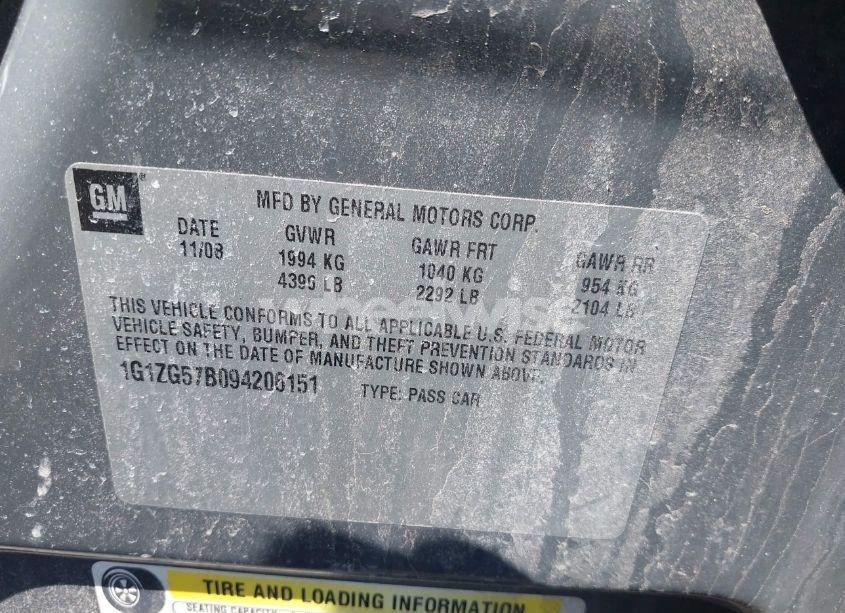 GM
MFD BY GENERAL MOTORS CORP.
DATE GVWR GAWR FRT GAWR RR
11/08 1994 KG 1040 KG 954 KG
4396 LB 2292 LB 2104 LB
THIS VEHICLE CONFORMS TO ALL APPLICABLE U.S. FEDERAL MOTOR
VEHICLE SAFETY, BUMPER, AND THEFT PREVENTION STANDARDS IN
EFFECT ON THE DATE OF MANUFACTURE SHOWN ABOVE.
1G1ZG57B094206151 TYPE: PASS CAR
TIRE AND LOADING INFORMATION
SEATING CAPACITY